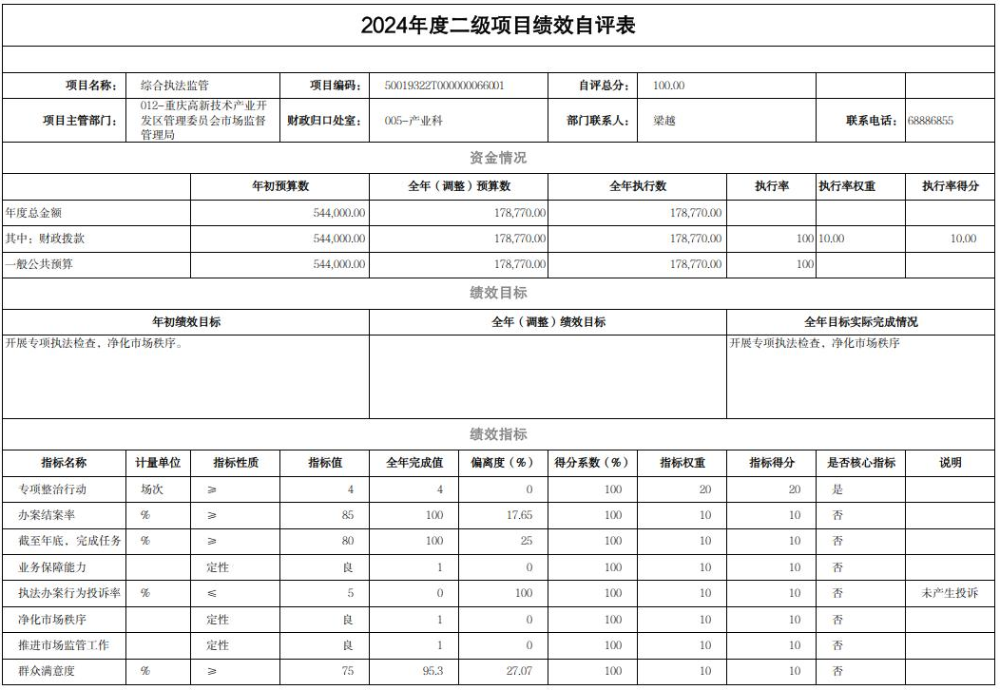 2024年度二级项目绩效自评表
项目名称： 综合执法监管 项目编码： 50019322T000000066001 自评总分： 100.00
项目主管部门： 012-重庆高新技术产业开发区管理委员会市场监督管理局 财政归口处室： 005-产业科 部门联系人： 梁越 联系电话： 68886855
资金情况
年初预算数 全年（调整）预算数 全年执行数 执行率 执行率权重 执行率得分
年度总金额 544,000.00 178,770.00 178,770.00
其中：财政拨款 544,000.00 178,770.00 178,770.00 100 10.00 10.00
一般公共预算 544,000.00 178,770.00 178,770.00 100
绩效目标
年初绩效目标 全年（调整）绩效目标 全年目标实际完成情况
开展专项执法检查，净化市场秩序。 开展专项执法检查，净化市场秩序
绩效指标
指标名称 计量单位 指标性质 指标值 全年完成值 偏离度（%） 得分系数（%） 指标权重 指标得分 是否核心指标 说明
专项整治行动 场次 ≥ 4 4 0 100 20 20 是
办案结案率 % ≥ 85 100 17.65 100 10 10 否
截至年底，完成任务 % ≥ 80 100 25 100 10 10 否
业务保障能力 定性 良 1 0 100 10 10 否
执法办案行为投诉率 % ≤ 5 0 100 100 10 10 否 未产生投诉
净化市场秩序 定性 良 1 0 100 10 10 否
推进市场监管工作 定性 良 1 0 100 10 10 否
群众满意度 % ≥ 75 95.3 27.07 100 10 10 否